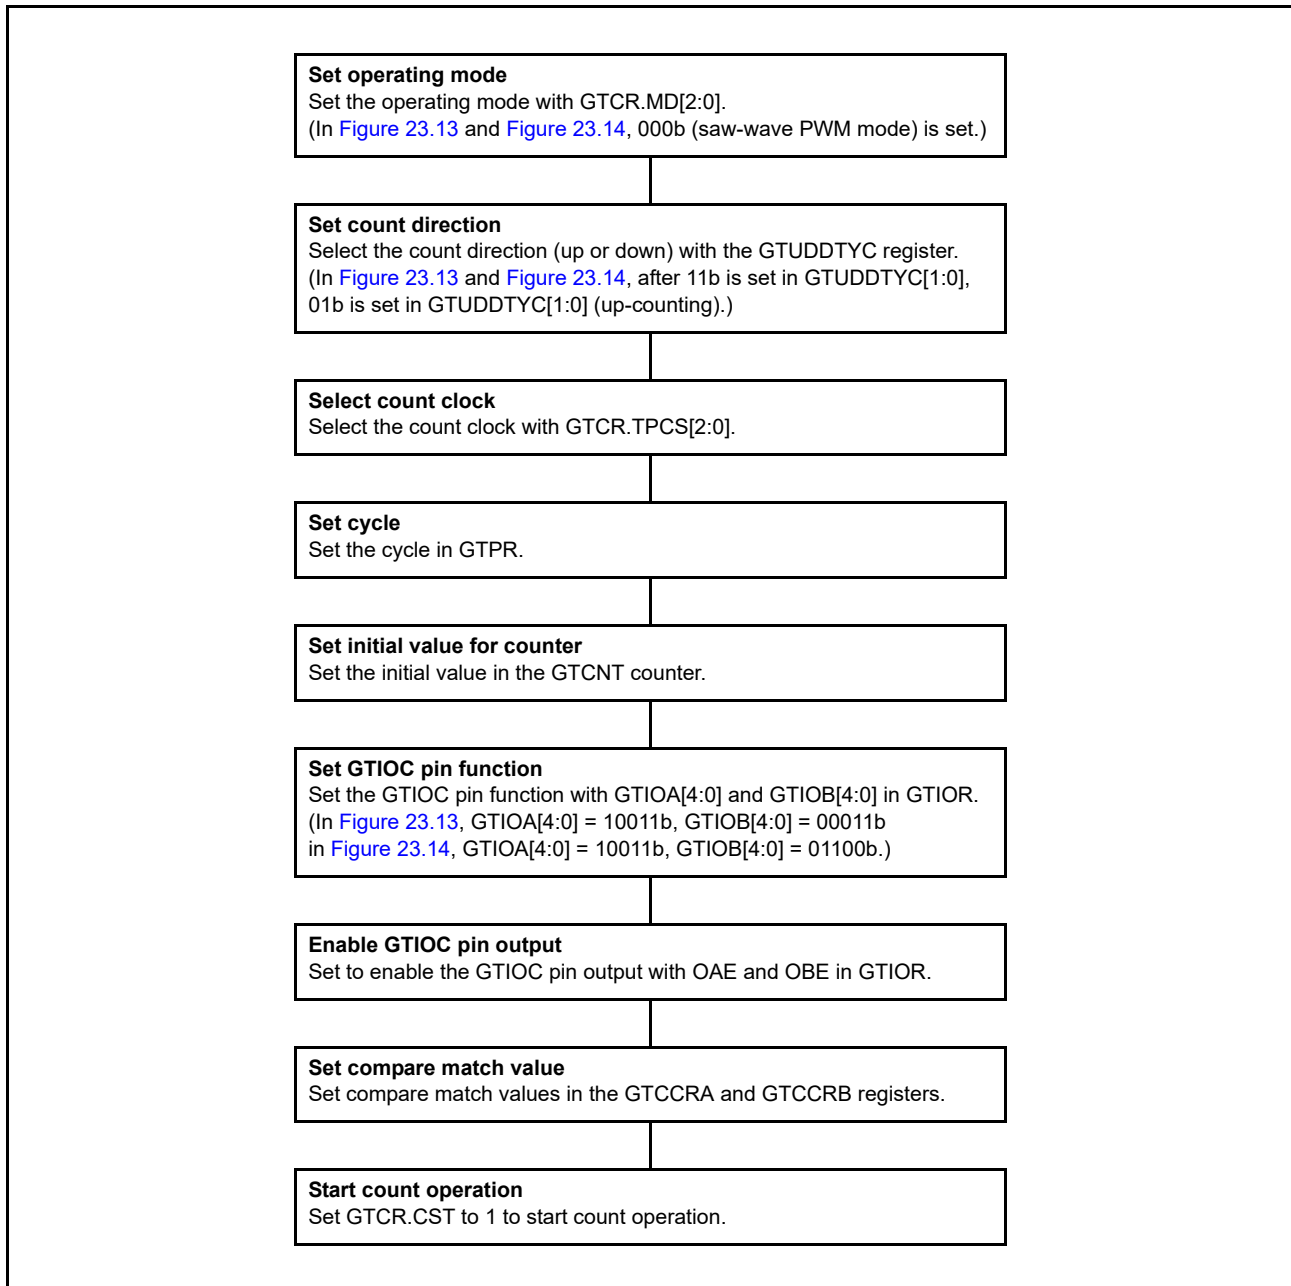 Set operating mode
Set the operating mode with GTCR.MD[2:0].
(In Figure 23.13 and Figure 23.14, 000b (saw-wave PWM mode) is set.)
Set count direction
Select the count direction (up or down) with the GTUDDTYC register.
(In Figure 23.13 and Figure 23.14, after 11b is set in GTUDDTYC[1:0],
01b is set in GTUDDTYC[1:0] (up-counting).)
Select count clock
Select the count clock with GTCR.TPCS[2:0].
Set cycle
Set the cycle in GTPR.
Set initial value for counter
Set the initial value in the GTCNT counter.
Set GTIOC pin function
Set the GTIOC pin function with GTIOA[4:0] and GTIOB[4:0] in GTIOR.
(In Figure 23.13, GTIOA[4:0] = 10011b, GTIOB[4:0] = 00011b
in Figure 23.14, GTIOA[4:0] = 10011b, GTIOB[4:0] = 01100b.)
Enable GTIOC pin output
Set to enable the GTIOC pin output with OAE and OBE in GTIOR.
Set compare match value
Set compare match values in the GTCCRA and GTCCRB registers.
Start count operation
Set GTCR.CST to 1 to start count operation.